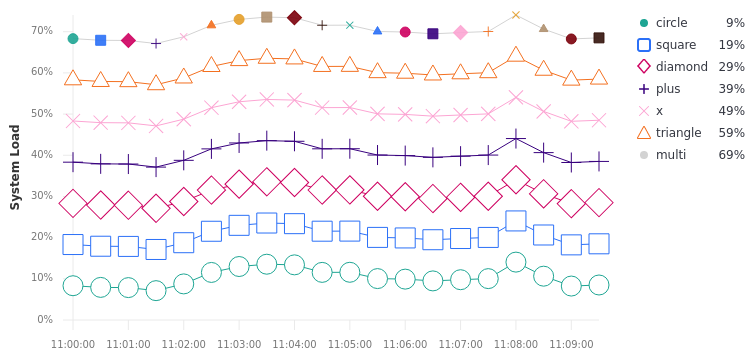 System Load
70%
60%
50%
40%
30%
20%
10%
0%
11:00:00 11:01:00 11:02:00 11:03:00 11:04:00 11:05:00 11:06:00 11:07:00 11:08:00 11:09:00
circle 9%
square 19%
diamond 29%
plus 39%
x 49%
triangle 59%
multi 69%